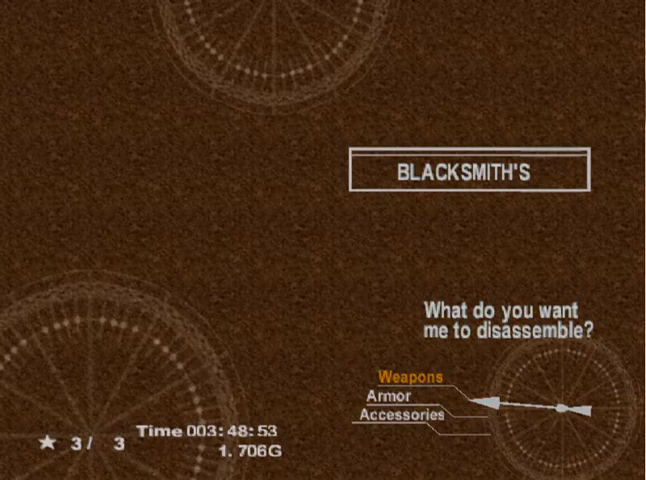 BLACKSMITH'S
What do you want
me to disassemble?
Weapons
Armor
Accessories
★ 3/ 3
Time 003:48:53
1.706G